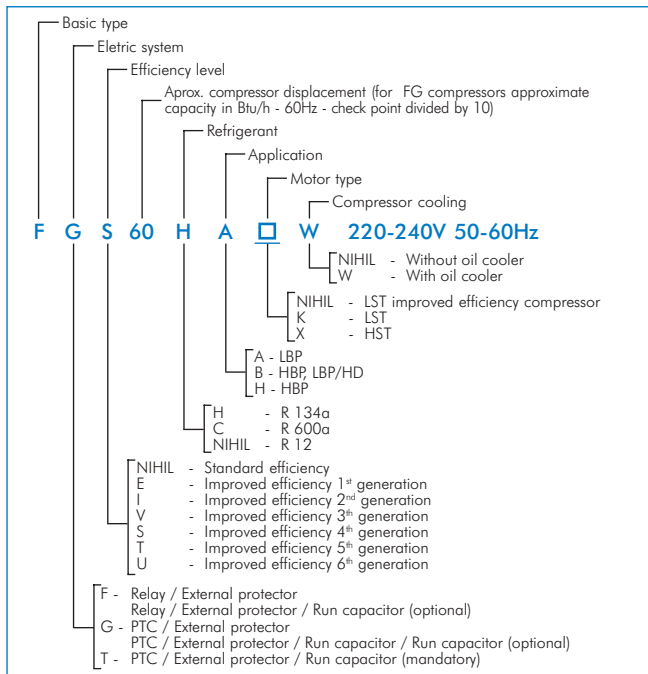 Basic type
Eletric system
Efficiency level
Aprox. compressor displacement (for FG compressors approximate
capacity in Btu/h - 60Hz - check point divided by 10)
Refrigerant
Application
Motor type
Compressor cooling
F G S 60 H A □ W 220-240V 50-60Hz
NIHIL - Without oil cooler
W - With oil cooler
NIHIL - LST improved efficiency compressor
K - LST
X - HST
A - LBP
B - HBP, LBP/HD
H - HBP
H - R 134a
C - R 600a
NIHIL - R 12
NIHIL - Standard efficiency
E - Improved efficiency 1st generation
I - Improved efficiency 2nd generation
V - Improved efficiency 3th generation
S - Improved efficiency 4th generation
T - Improved efficiency 5th generation
U - Improved efficiency 6th generation
F - Relay / External protector
Relay / External protector / Run capacitor (optional)
G - PTC / External protector
PTC / External protector / Run capacitor / Run capacitor (optional)
T - PTC / External protector / Run capacitor (mandatory)